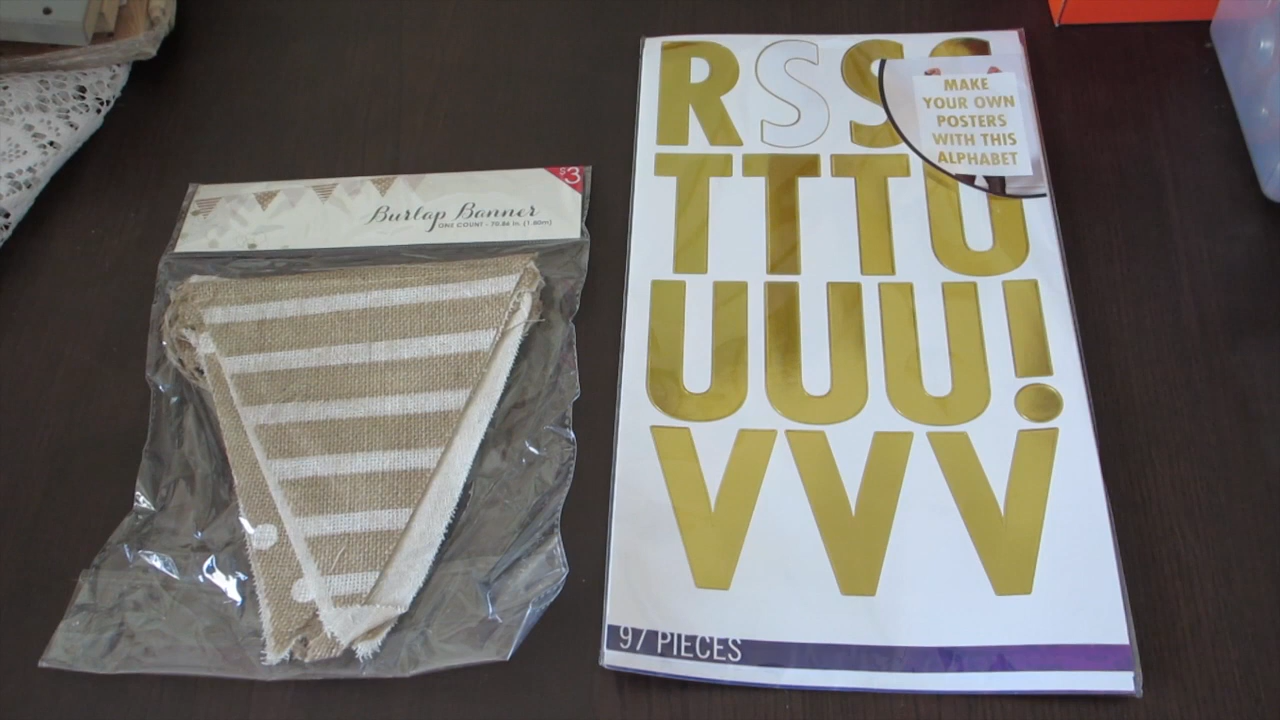 $3
Burlap Banner
ONE COUNT - 70.86 in. (1.80m)
RSSS
MAKE
YOUR OWN
POSTERS
WITH THIS
ALPHABET
TTTU
UUU!
VVV
97 PIECES